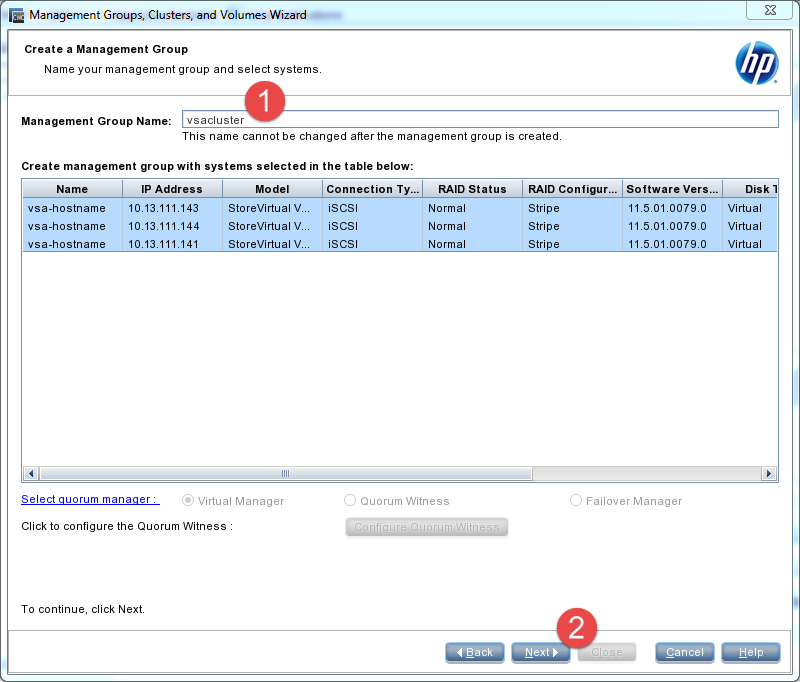 CMC Management Groups, Clusters, and Volumes Wizard
Create a Management Group
Name your management group and select systems.
hp
1
Management Group Name: vsacluster
This name cannot be changed after the management group is created.
Create management group with systems selected in the table below:
Name IP Address Model Connection Ty... RAID Status RAID Configur... Software Vers... Disk T
vsa-hostname 10.13.111.143 StoreVirtual V... iSCSI Normal Stripe 11.5.01.0079.0 Virtual
vsa-hostname 10.13.111.144 StoreVirtual V... iSCSI Normal Stripe 11.5.01.0079.0 Virtual
vsa-hostname 10.13.111.141 StoreVirtual V... iSCSI Normal Stripe 11.5.01.0079.0 Virtual
Select quorum manager : Virtual Manager Quorum Witness Failover Manager
Click to configure the Quorum Witness : Configure Quorum Witness
To continue, click Next.
2
Back Next Close Cancel Help